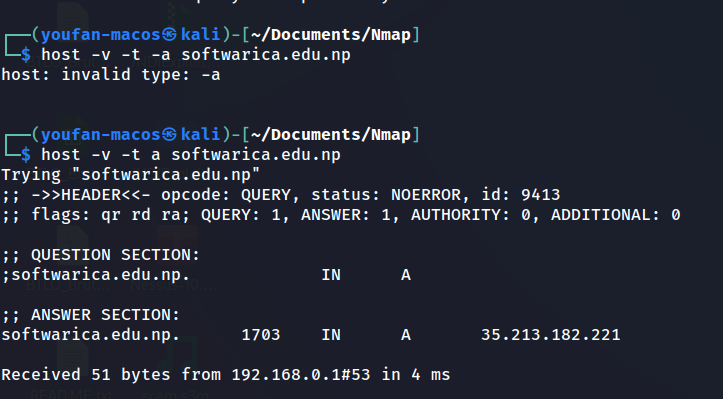 ┌──(youfan-macos㉿kali)-[~/Documents/Nmap]
└─$ host -v -t -a softwarica.edu.np
host: invalid type: -a
┌──(youfan-macos㉿kali)-[~/Documents/Nmap]
└─$ host -v -t a softwarica.edu.np
Trying "softwarica.edu.np"
;; ->>HEADER<<- opcode: QUERY, status: NOERROR, id: 9413
;; flags: qr rd ra; QUERY: 1, ANSWER: 1, AUTHORITY: 0, ADDITIONAL: 0
;; QUESTION SECTION:
;softwarica.edu.np. IN A
;; ANSWER SECTION:
softwarica.edu.np. 1703 IN A 35.213.182.221
Received 51 bytes from 192.168.0.1#53 in 4 ms